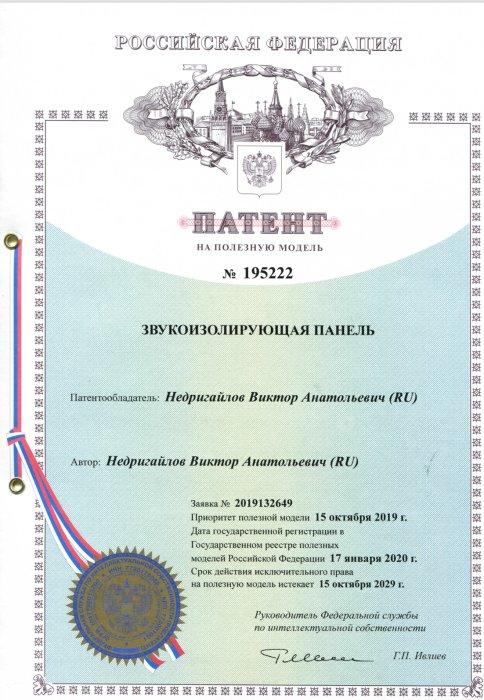 РОССИЙСКАЯ ФЕДЕРАЦИЯ
ПАТЕНТ
НА ПОЛЕЗНУЮ МОДЕЛЬ
№ 195222
ЗВУКОИЗОЛИРУЮЩАЯ ПАНЕЛЬ
Патентообладатель: Недригайлов Виктор Анатольевич (RU)
Автор: Недригайлов Виктор Анатольевич (RU)
Заявка № 2019132649
Приоритет полезной модели 15 октября 2019 г.
Дата государственной регистрации в
Государственном реестре полезных
моделей Российской Федерации 17 января 2020 г.
Срок действия исключительного права
на полезную модель истекает 15 октября 2029 г.
Руководитель Федеральной службы
по интеллектуальной собственности
Г.П. Ивлиев